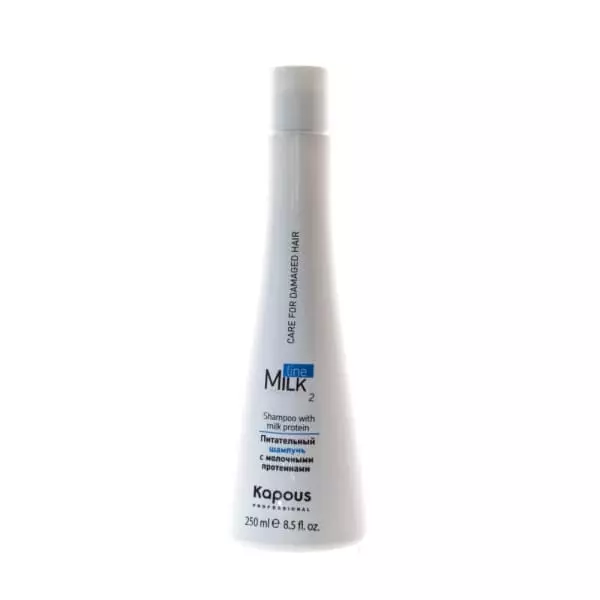 CARE FOR DAMAGED HAIR
line
MILK
2
Shampoo with
milk protein
Питательный
шампунь
с молочными
протеинами
Kapous
PROFESSIONAL
250 ml e 8.5 fl. oz.